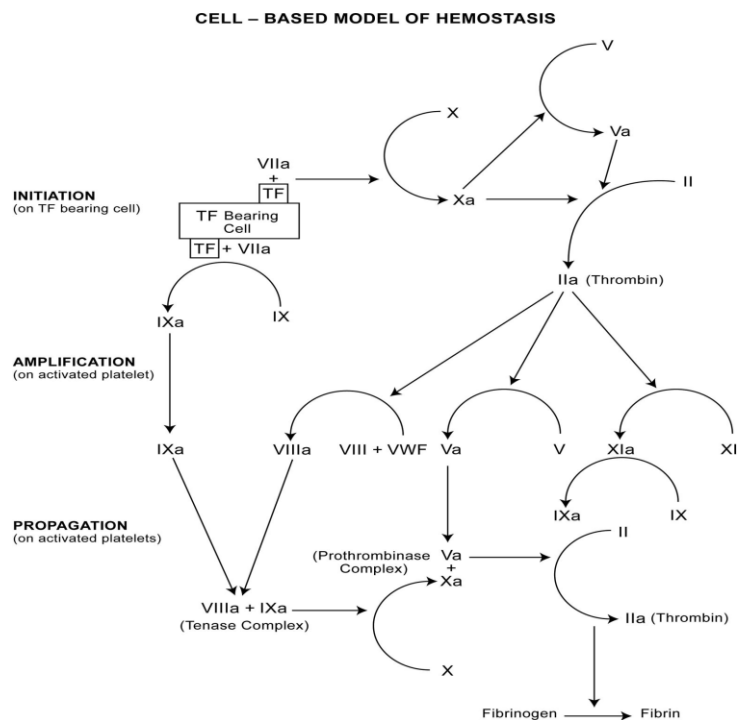 CELL – BASED MODEL OF HEMOSTASIS
V
X
Va
VIIa
+
TF
INITIATION
(on TF bearing cell)
Xa
II
TF Bearing
Cell
TF + VIIa
IIa (Thrombin)
IXa
IX
AMPLIFICATION
(on activated platelet)
IXa
VIIIa
VIII + VWF
Va
V
XIa
XI
IXa
IX
PROPAGATION
(on activated platelets)
II
(Prothrombinase
Complex)
Va
+
Xa
VIIIa + IXa
(Tenase Complex)
IIa (Thrombin)
X
Fibrinogen
Fibrin